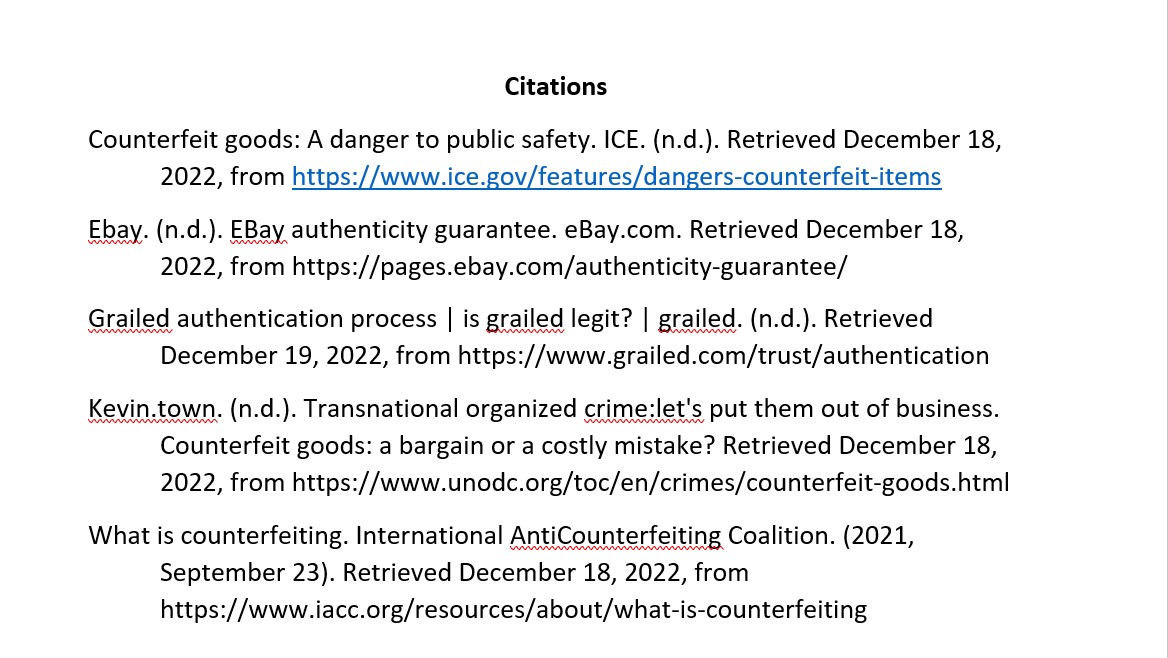 Citations
Counterfeit goods: A danger to public safety. ICE. (n.d.). Retrieved December 18,
2022, from https://www.ice.gov/features/dangers-counterfeit-items
Ebay. (n.d.). EBay authenticity guarantee. eBay.com. Retrieved December 18,
2022, from https://pages.ebay.com/authenticity-guarantee/
Grailed authentication process | is grailed legit? | grailed. (n.d.). Retrieved
December 19, 2022, from https://www.grailed.com/trust/authentication
Kevin.town. (n.d.). Transnational organized crime:let's put them out of business.
Counterfeit goods: a bargain or a costly mistake? Retrieved December 18,
2022, from https://www.unodc.org/toc/en/crimes/counterfeit-goods.html
What is counterfeiting. International AntiCounterfeiting Coalition. (2021,
September 23). Retrieved December 18, 2022, from
https://www.iacc.org/resources/about/what-is-counterfeiting